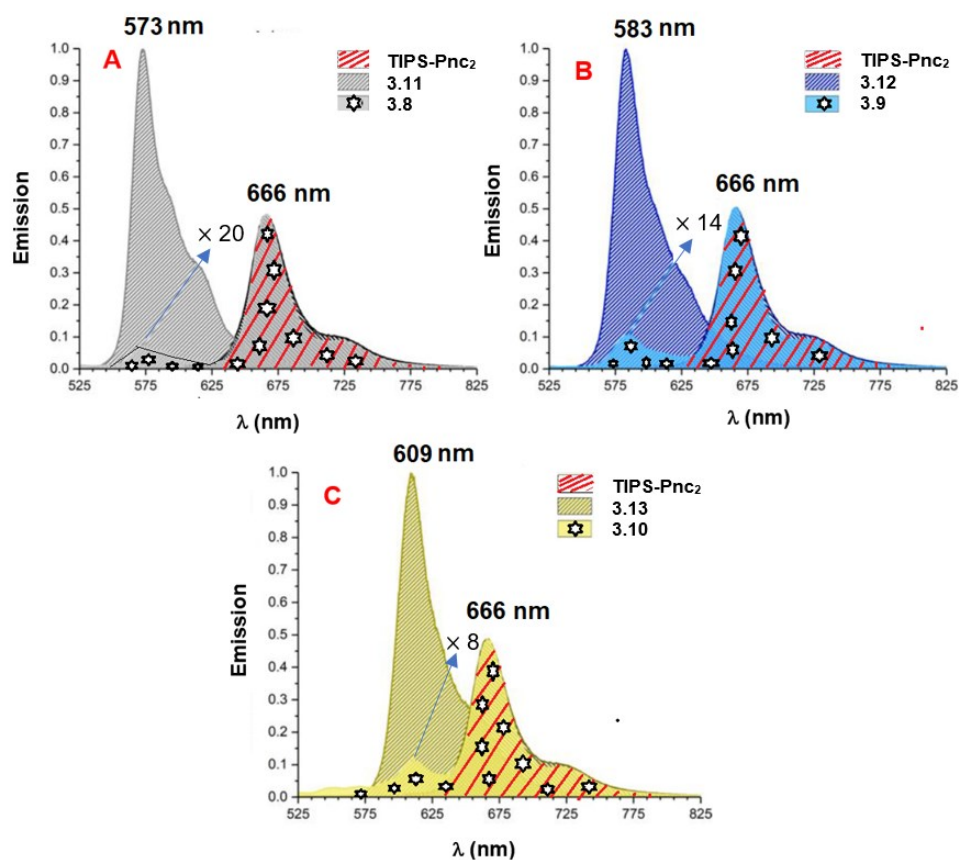 573 nm
A
TIPS-Pnc₂
3.11
3.8
1.0
0.9
0.8
0.7
0.6
0.5
0.4
0.3
0.2
0.1
0.0
Emission
× 20
666 nm
525 575 625 675 725 775 825
λ (nm)
583 nm
B
TIPS-Pnc₂
3.12
3.9
1.0
0.9
0.8
0.7
0.6
0.5
0.4
0.3
0.2
0.1
0.0
Emission
× 14
666 nm
525 575 625 675 725 775 825
λ (nm)
609 nm
C
TIPS-Pnc₂
3.13
3.10
1.0
0.9
0.8
0.7
0.6
0.5
0.4
0.3
0.2
0.1
0.0
Emission
× 8
666 nm
525 575 625 675 725 775 825
λ (nm)